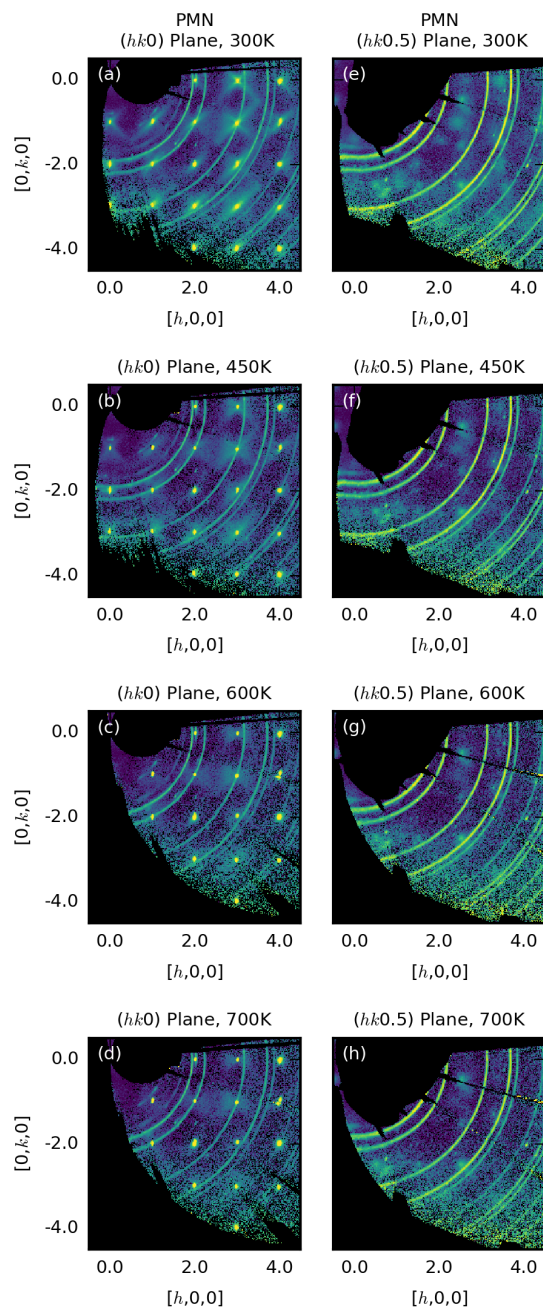 PMN
(hk0) Plane, 300K
PMN
(hk0.5) Plane, 300K
(a)
(e)
0.0
-2.0
-4.0
[0,k,0]
0.0 2.0 4.0
0.0 2.0 4.0
[h,0,0]
[h,0,0]
(hk0) Plane, 450K
(hk0.5) Plane, 450K
(b)
(f)
0.0
-2.0
-4.0
[0,k,0]
0.0 2.0 4.0
0.0 2.0 4.0
[h,0,0]
[h,0,0]
(hk0) Plane, 600K
(hk0.5) Plane, 600K
(c)
(g)
0.0
-2.0
-4.0
[0,k,0]
0.0 2.0 4.0
0.0 2.0 4.0
[h,0,0]
[h,0,0]
(hk0) Plane, 700K
(hk0.5) Plane, 700K
(d)
(h)
0.0
-2.0
-4.0
[0,k,0]
0.0 2.0 4.0
0.0 2.0 4.0
[h,0,0]
[h,0,0]